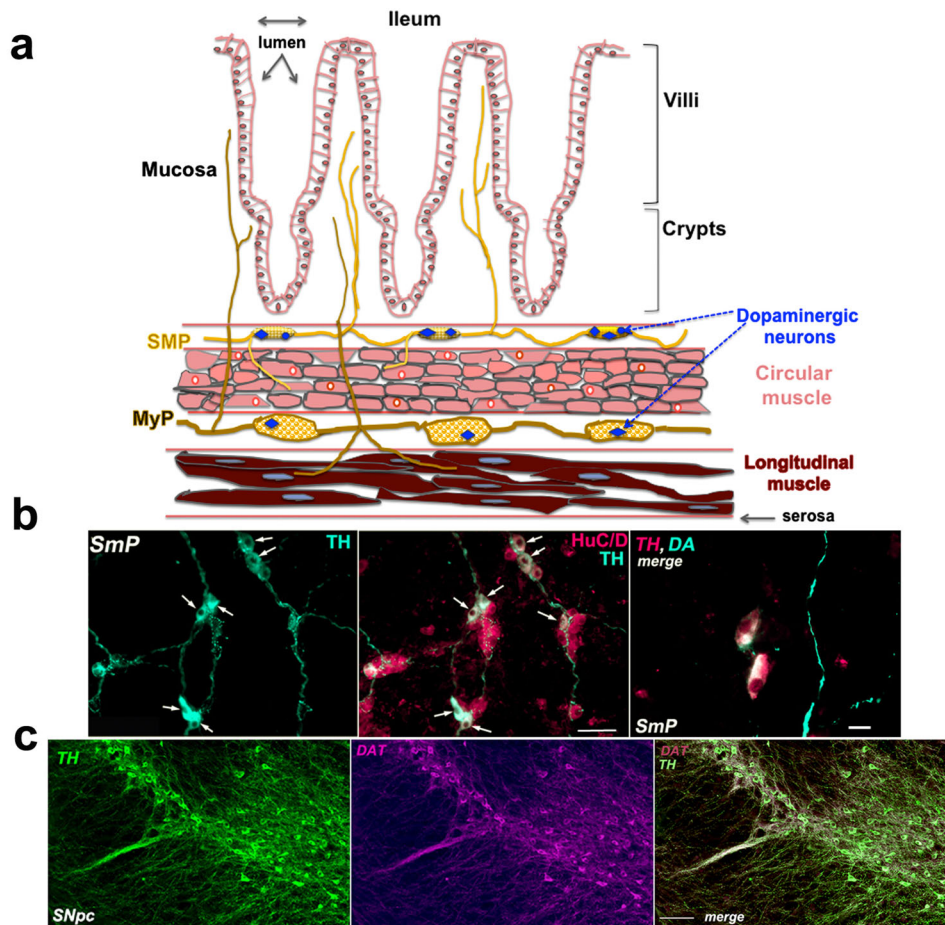 a
Ileum
lumen
Villi
Mucosa
Crypts
SMP
Dopaminergic
neurons
Circular
muscle
MyP
Longitudinal
muscle
serosa
b
SmP
TH
HuC/D
TH
TH, DA
merge
SmP
c
TH
SNpc
DAT
DAT
TH
merge